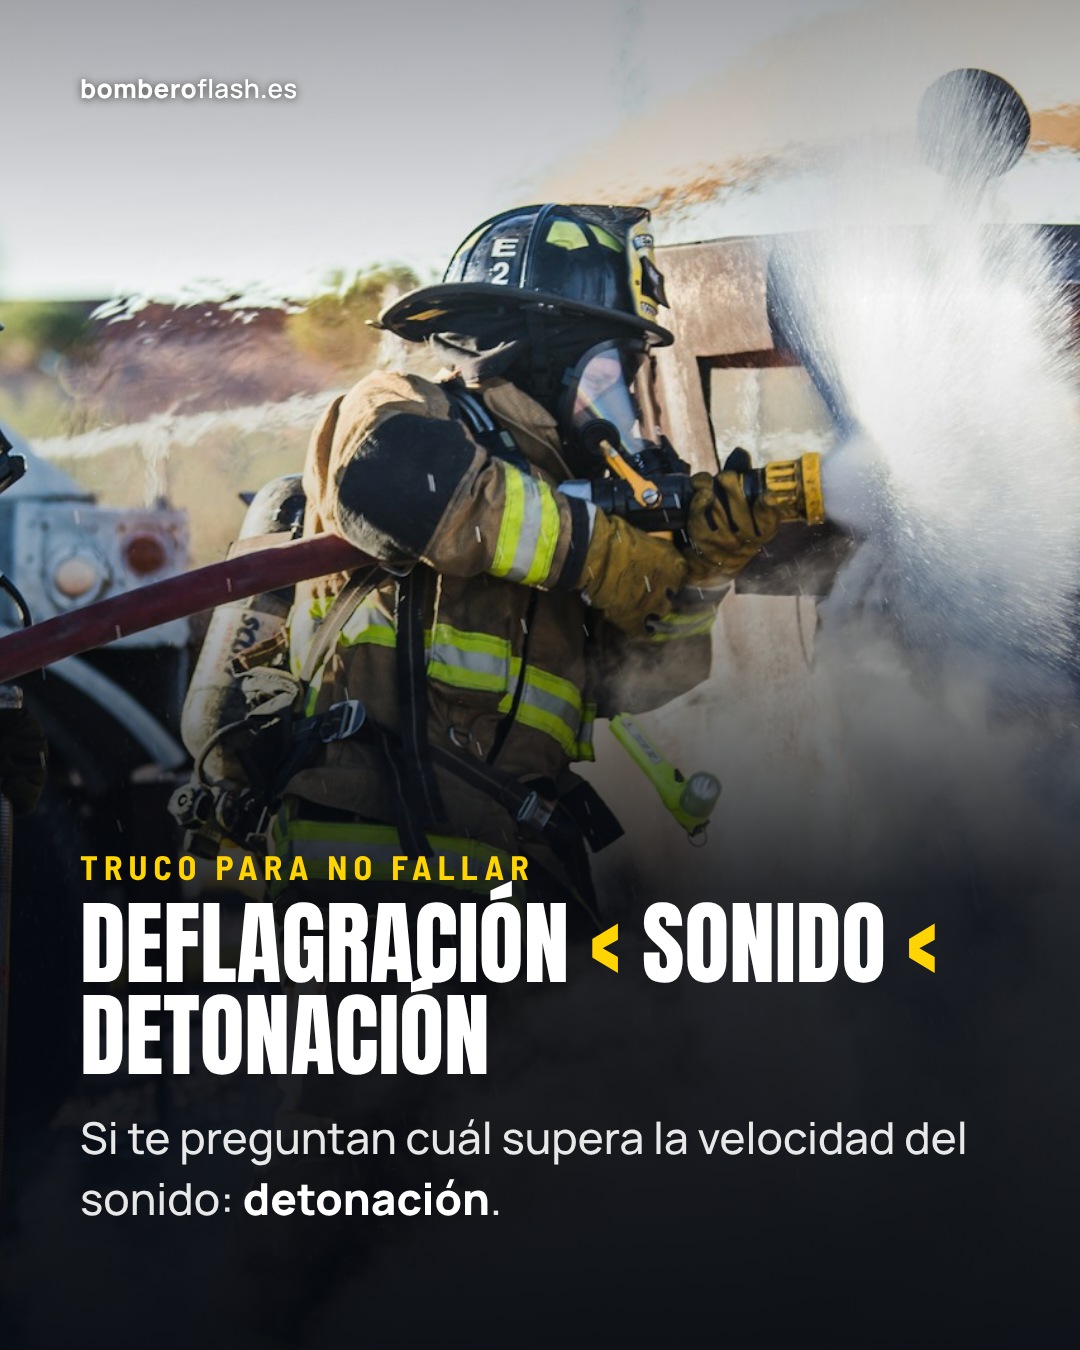 bomberoflash.es
E
2
TRUCO PARA NO FALLAR
DEFLAGRACIÓN < SONIDO <
DETONACIÓN
Si te preguntan cuál supera la velocidad del
sonido: detonación.